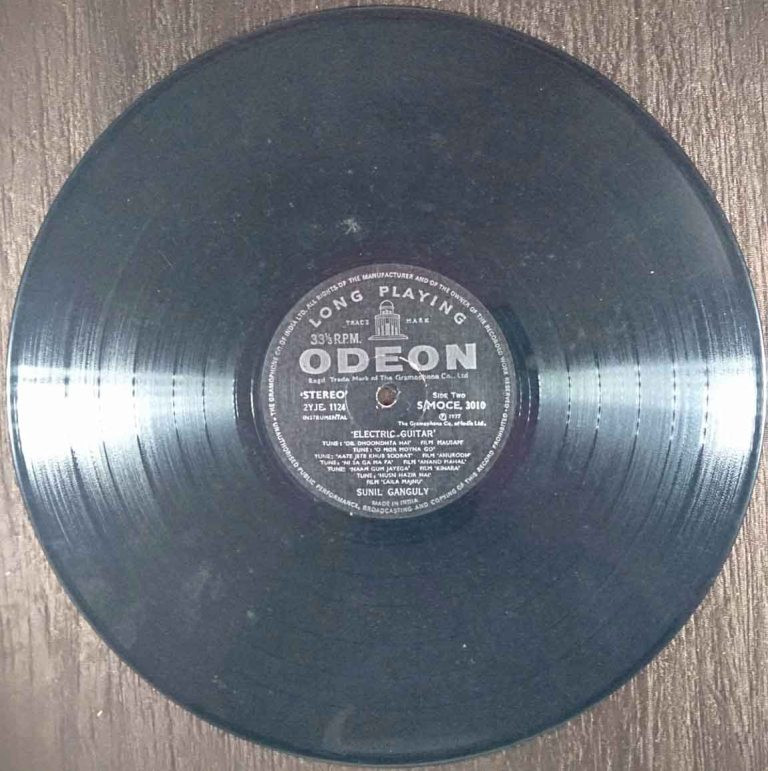 · THE GRAMOPHONE CO. OF INDIA LTD. ALL RIGHTS OF THE MANUFACTURER AND OF THE OWNER OF THE RECORDED WORK RESERVED ·
LONG PLAYING
TRADE MARK
33⅓ R.P.M.
ODEON
Regd. Trade Mark of The Gramophone Co., Ltd
'STEREO' Side Two
2YJE. 1124 S/MOCE. 3010
INSTRUMENTAL ℗ 1977
The Gramophone Co. of India Ltd.
'ELECTRIC GUITAR'
TUNE: 'DIL DHOONDHTA HAI' FILM 'MAUSAM'
TUNE: 'O MOR MOYNA GO'
TUNE: 'AATE JETE KHUB SOORAT' FILM 'ANURODH'
TUNE: 'NI SA GA MA PA' FILM 'ANAND MAHAL'
TUNE: 'NAAM GUM JAYEGA' FILM 'KINARA'
TUNE: 'HUSN HAZIR HAI'
FILM 'LAILA MAJNU'
SUNIL GANGULY
MADE IN INDIA
UNAUTHORISED PUBLIC PERFORMANCE, BROADCASTING AND COPYING OF THIS RECORD PROHIBITED ·